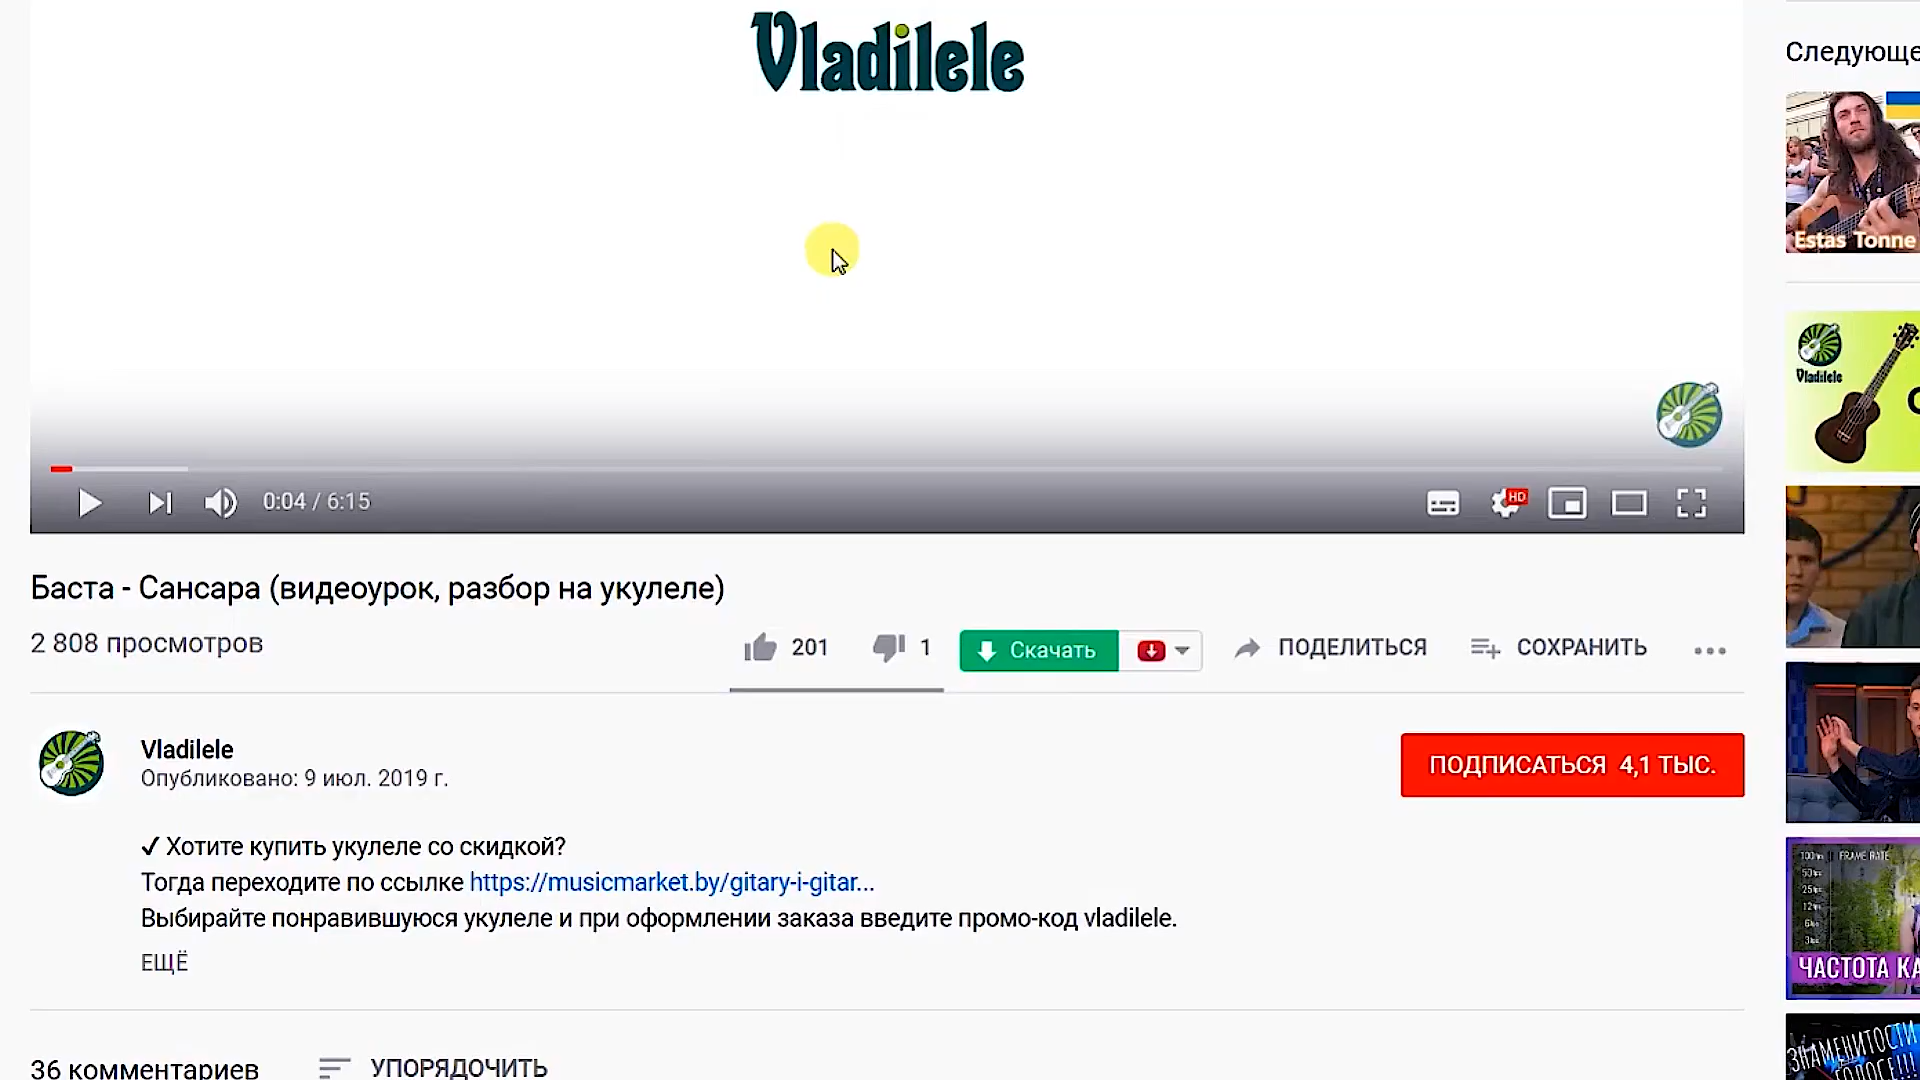 Vladilele
0:04 / 6:15
HD
Баста - Сансара (видеоурок, разбор на укулеле)
2 808 просмотров
201
1
Скачать
ПОДЕЛИТЬСЯ
СОХРАНИТЬ
Vladilele
Опубликовано: 9 июл. 2019 г.
ПОДПИСАТЬСЯ 4,1 ТЫС.
✓ Хотите купить укулеле со скидкой?
Тогда переходите по ссылке https://musicmarket.by/gitary-i-gitar...
Выбирайте понравившуюся укулеле и при оформлении заказа введите промо-код vladilele.
ЕЩЁ
36 комментариев
УПОРЯДОЧИТЬ
Следующе
Estas Tonne
Vladilele
FRAME RATE
ЧАСТОТА КА
ЗНАМЕНИТОСТИ
ГОЛОСЕ!!!